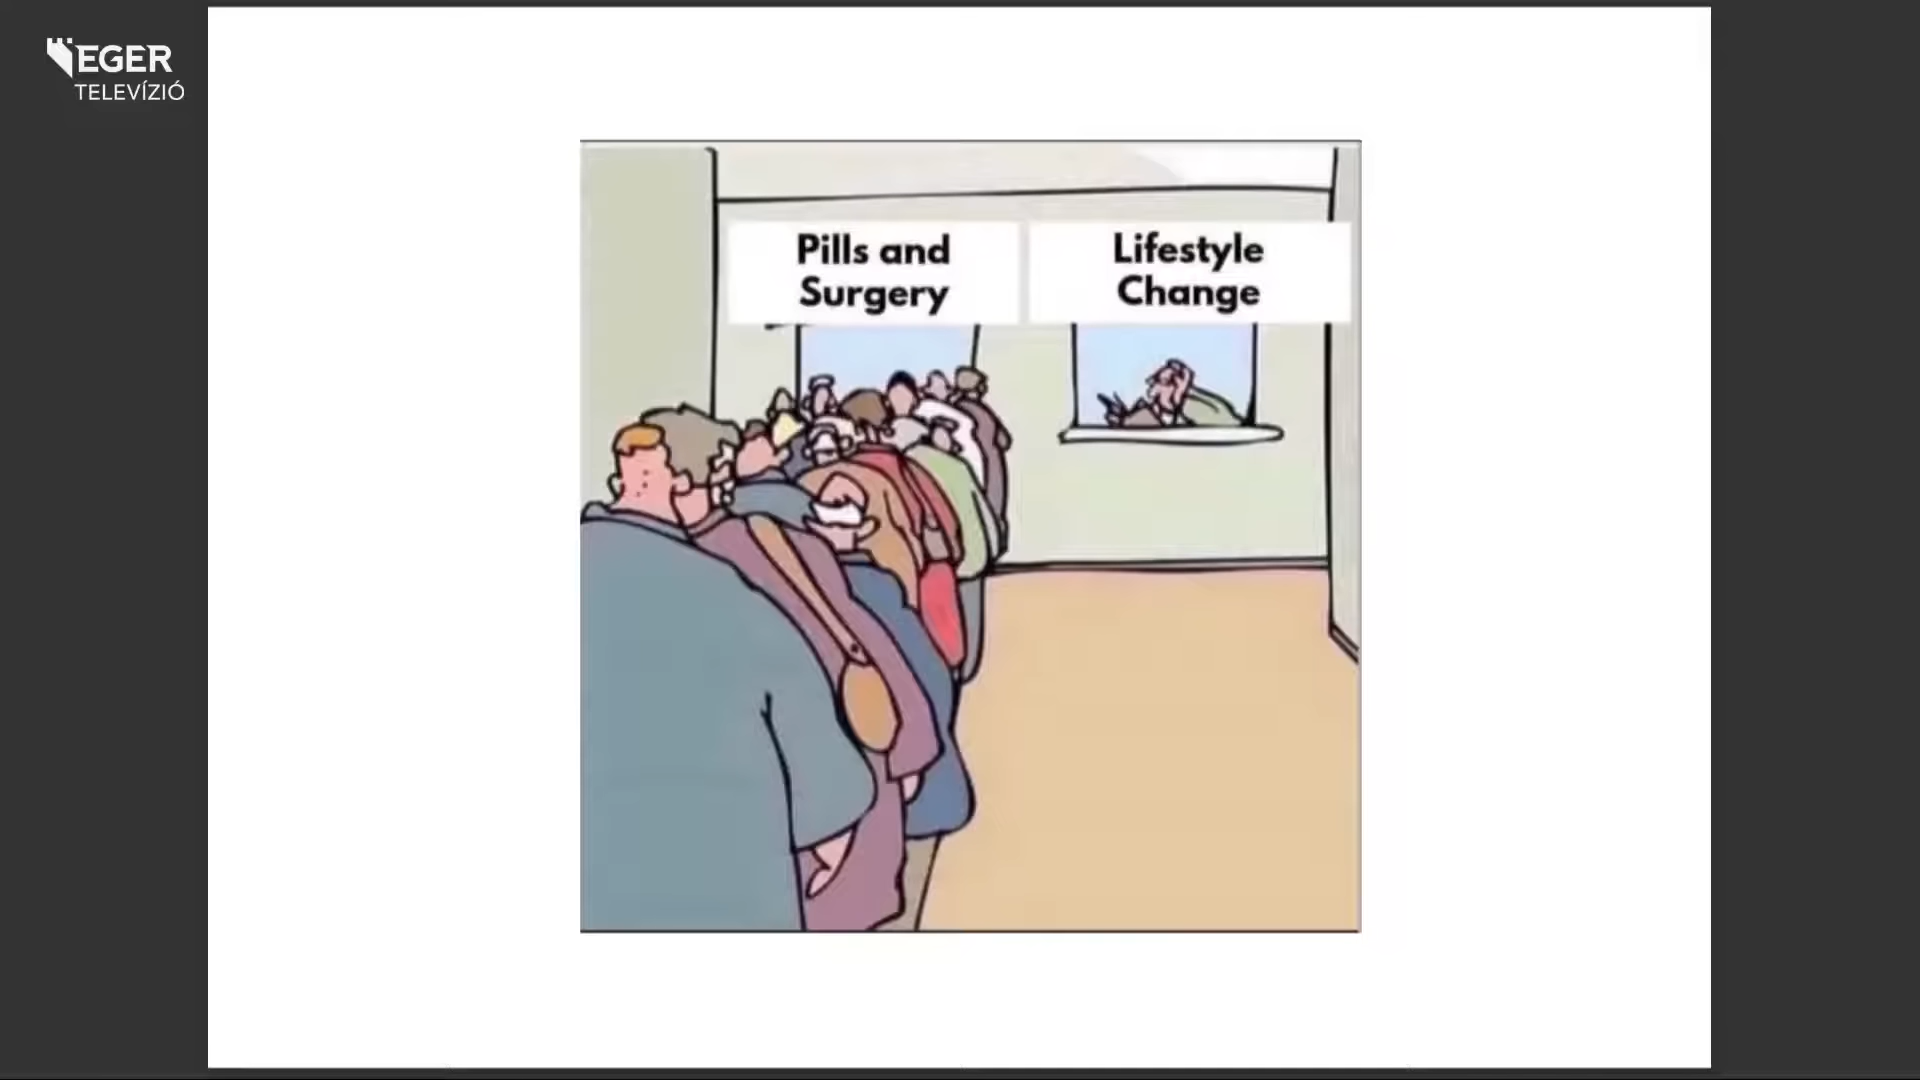 EGER
TELEVÍZIÓ
Pills and
Surgery
Lifestyle
Change